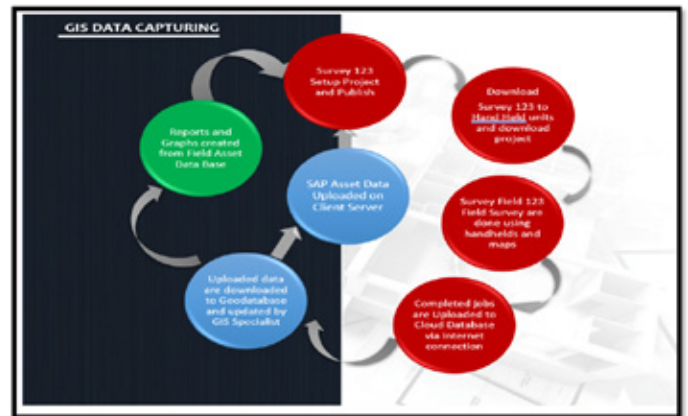 GIS DATA CAPTURING
Survey 123
Setup Project
and Publish
Download
Survey 123 to
Hand Held units
and download
project
Survey Field 123
Field Survey are
done using
handhelds and
maps
Completed Jobs
are Uploaded to
Cloud Database
via Internet
connection
Uploaded data
are downloaded
to Geodatabase
and updated by
GIS Specialist
SAP Asset Data
Uploaded on
Client Server
Reports and
Graphs created
from Field Asset
Data Base